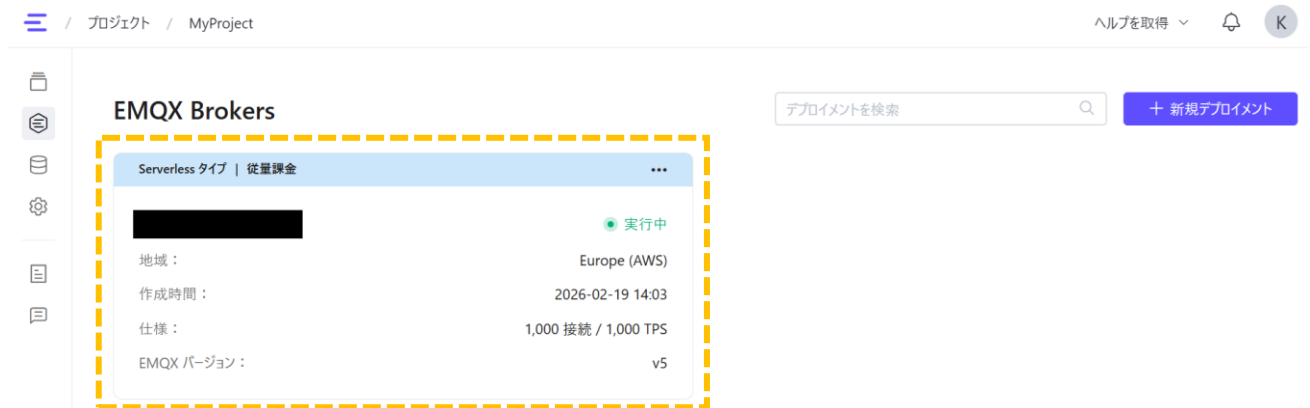 / プロジェクト / MyProject
ヘルプを取得
K
EMQX Brokers
デプロイメントを検索
+ 新規デプロイメント
Serverless タイプ | 従量課金
実行中
地域： Europe (AWS)
作成時間： 2026-02-19 14:03
仕様： 1,000 接続 / 1,000 TPS
EMQX バージョン： v5